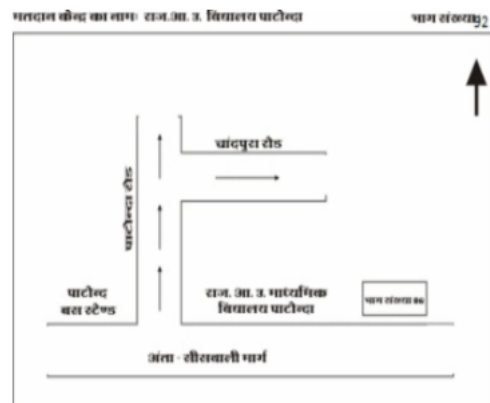 मतदान केन्द्र का नामः राज.आ. उ. विद्यालय पाटोन्दा भाग संख्या 92
चांदपुरा रोड
पाटोन्दा रोड
पाटोन्द
बस स्टेण्ड
राज. आ. उ. माध्यमिक
विद्यालय पाटोन्दा
भाग संख्या
अंता - सीसवाली मार्ग